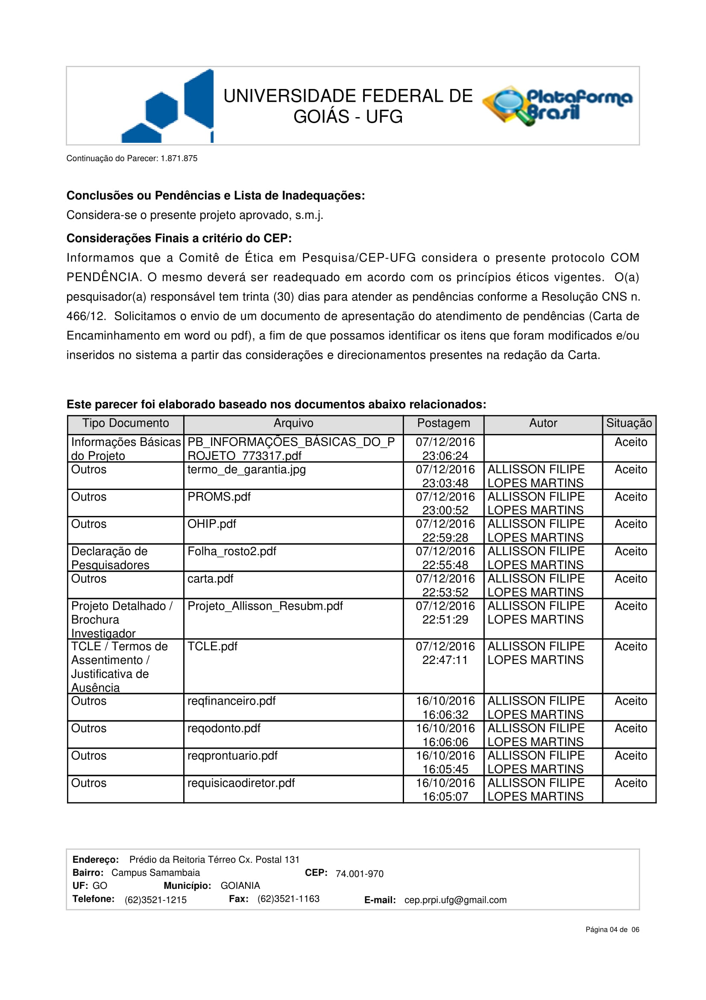 UNIVERSIDADE FEDERAL DE
GOIÁS - UFG
Plataforma
Brasil
Continuação do Parecer: 1.871.875
Conclusões ou Pendências e Lista de Inadequações:
Considera-se o presente projeto aprovado, s.m.j.
Considerações Finais a critério do CEP:
Informamos que a Comitê de Ética em Pesquisa/CEP-UFG considera o presente protocolo COM
PENDÊNCIA. O mesmo deverá ser readequado em acordo com os princípios éticos vigentes.  O(a)
pesquisador(a) responsável tem trinta (30) dias para atender as pendências conforme a Resolução CNS n.
466/12.  Solicitamos o envio de um documento de apresentação do atendimento de pendências (Carta de
Encaminhamento em word ou pdf), a fim de que possamos identificar os itens que foram modificados e/ou
inseridos no sistema a partir das considerações e direcionamentos presentes na redação da Carta.
Este parecer foi elaborado baseado nos documentos abaixo relacionados:
Tipo Documento Arquivo Postagem Autor Situação
Informações Básicas PB_INFORMAÇÕES_BÁSICAS_DO_P 07/12/2016 Aceito
do Projeto ROJETO_773317.pdf 23:06:24
Outros termo_de_garantia.jpg 07/12/2016 ALLISSON FILIPE Aceito
23:03:48 LOPES MARTINS
Outros PROMS.pdf 07/12/2016 ALLISSON FILIPE Aceito
23:00:52 LOPES MARTINS
Outros OHIP.pdf 07/12/2016 ALLISSON FILIPE Aceito
22:59:28 LOPES MARTINS
Declaração de Folha_rosto2.pdf 07/12/2016 ALLISSON FILIPE Aceito
Pesquisadores 22:55:48 LOPES MARTINS
Outros carta.pdf 07/12/2016 ALLISSON FILIPE Aceito
22:53:52 LOPES MARTINS
Projeto Detalhado / Projeto_Allisson_Resubm.pdf 07/12/2016 ALLISSON FILIPE Aceito
Brochura 22:51:29 LOPES MARTINS
Investigador
TCLE / Termos de TCLE.pdf 07/12/2016 ALLISSON FILIPE Aceito
Assentimento / 22:47:11 LOPES MARTINS
Justificativa de
Ausência
Outros reqfinanceiro.pdf 16/10/2016 ALLISSON FILIPE Aceito
16:06:32 LOPES MARTINS
Outros reqodonto.pdf 16/10/2016 ALLISSON FILIPE Aceito
16:06:06 LOPES MARTINS
Outros reqprontuario.pdf 16/10/2016 ALLISSON FILIPE Aceito
16:05:45 LOPES MARTINS
Outros requisicaodiretor.pdf 16/10/2016 ALLISSON FILIPE Aceito
16:05:07 LOPES MARTINS
Endereço: Prédio da Reitoria Térreo Cx. Postal 131
Bairro: Campus Samambaia CEP: 74.001-970
UF: GO Município: GOIANIA
Telefone: (62)3521-1215 Fax: (62)3521-1163 E-mail: cep.prpi.ufg@gmail.com
Página 04 de  06